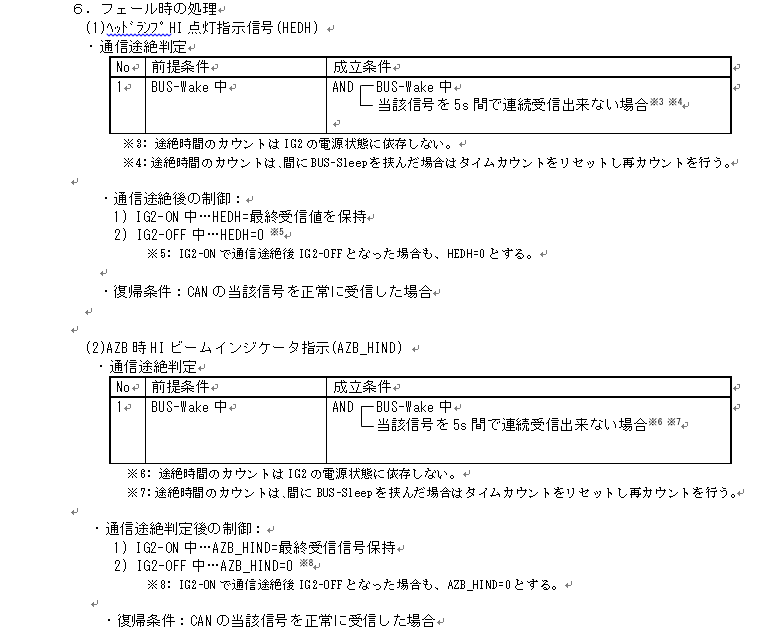 ６．フェール時の処理
(1)ﾍｯﾄﾞﾗﾝﾌﾟHI 点灯指示信号(HEDH)
・通信途絶判定
No 前提条件 成立条件
1 BUS-Wake 中 AND BUS-Wake 中
当該信号を 5s 間で連続受信出来ない場合※3 ※4
※3: 途絶時間のカウントは IG2 の電源状態に依存しない。
※4: 途絶時間のカウントは、間に BUS-Sleep を挟んだ場合はタイムカウントをリセットし再カウントを行う。
・通信途絶後の制御：
1) IG2-ON 中…HEDH=最終受信値を保持
2) IG2-OFF 中…HEDH=0 ※5
※5: IG2-ON で通信途絶後 IG2-OFF となった場合も、HEDH=0 とする。
・復帰条件：CAN の当該信号を正常に受信した場合
(2)AZB 時 HI ビームインジケータ指示(AZB_HIND)
・通信途絶判定
No 前提条件 成立条件
1 BUS-Wake 中 AND BUS-Wake 中
当該信号を 5s 間で連続受信出来ない場合※6 ※7
※6: 途絶時間のカウントは IG2 の電源状態に依存しない。
※7: 途絶時間のカウントは、間に BUS-Sleep を挟んだ場合はタイムカウントをリセットし再カウントを行う。
・通信途絶判定後の制御：
1) IG2-ON 中…AZB_HIND=最終受信信号保持
2) IG2-OFF 中…AZB_HIND=0 ※8
※8: IG2-ON で通信途絶後 IG2-OFF となった場合も、AZB_HIND=0 とする。
・復帰条件：CAN の当該信号を正常に受信した場合